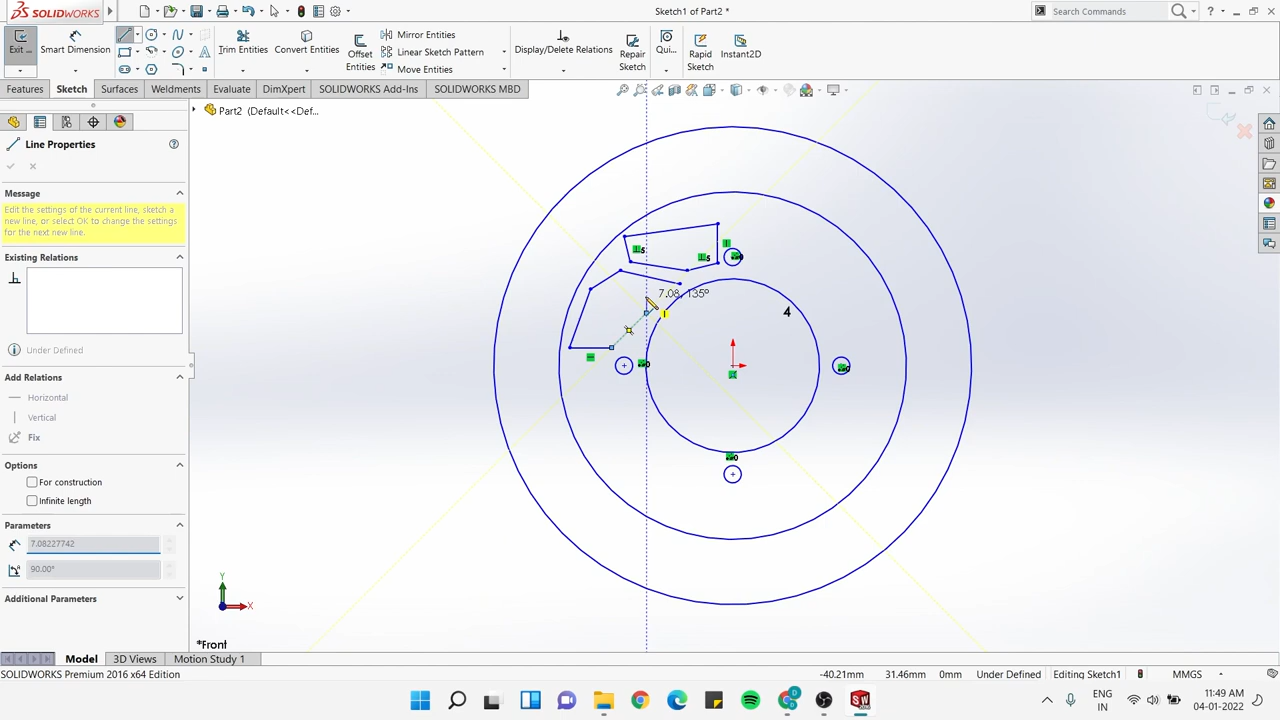 SOLIDWORKS
Sketch1 of Part2 *
Search Commands
Exit ...
Smart Dimension
Trim Entities
Convert Entities
Offset Entities
Mirror Entities
Linear Sketch Pattern
Move Entities
Display/Delete Relations
Repair Sketch
Qui...
Rapid Sketch
Instant2D
Features
Sketch
Surfaces
Weldments
Evaluate
DimXpert
SOLIDWORKS Add-Ins
SOLIDWORKS MBD
Part2 (Default<<Def...
Line Properties
Message
Edit the settings of the current line, sketch a
new line, or select OK to change the settings
for the next new line.
Existing Relations
Under Defined
Add Relations
Horizontal
Vertical
Fix
Options
For construction
Infinite length
Parameters
7.08227742
90.00°
Additional Parameters
5
5
7.08, 135°
4
Y
X
*Front
Model
3D Views
Motion Study 1
SOLIDWORKS Premium 2016 x64 Edition
-40.21mm
31.46mm
0mm
Under Defined
Editing Sketch1
MMGS
ENG
IN
11:49 AM
04-01-2022